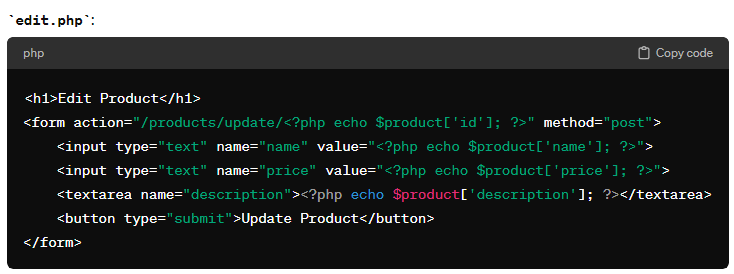 `edit.php`:
php Copy code
<h1>Edit Product</h1>
<form action="/products/update/<?php echo $product['id']; ?>" method="post">
    <input type="text" name="name" value="<?php echo $product['name']; ?>">
    <input type="text" name="price" value="<?php echo $product['price']; ?>">
    <textarea name="description"><?php echo $product['description']; ?></textarea>
    <button type="submit">Update Product</button>
</form>